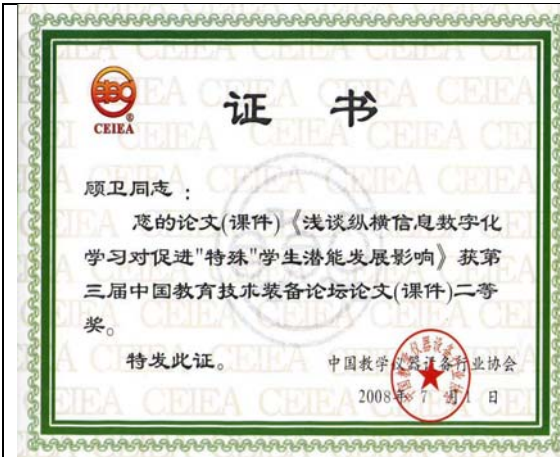 CEIEA
证 书
顾卫同志：
您的论文(课件)《浅谈纵横信息数字化
学习对促进"特殊"学生潜能发展影响》获第
三届中国教育技术装备论坛论文(课件)二等
奖。
特发此证。
中国教学仪器设备行业协会
2008年 7 月1 日